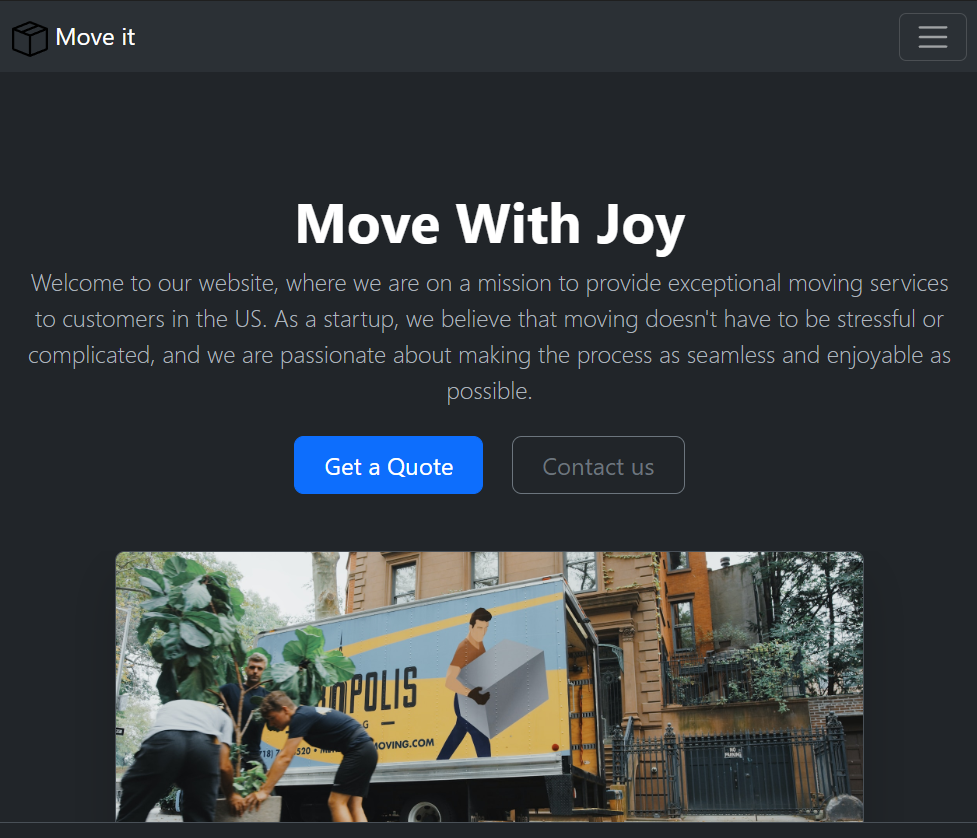 Move it
Move With Joy
Welcome to our website, where we are on a mission to provide exceptional moving services
to customers in the US. As a startup, we believe that moving doesn't have to be stressful or
complicated, and we are passionate about making the process as seamless and enjoyable as
possible.
Get a Quote
Contact us
OPOLIS
G
MOVING.COM
NO
PARKING